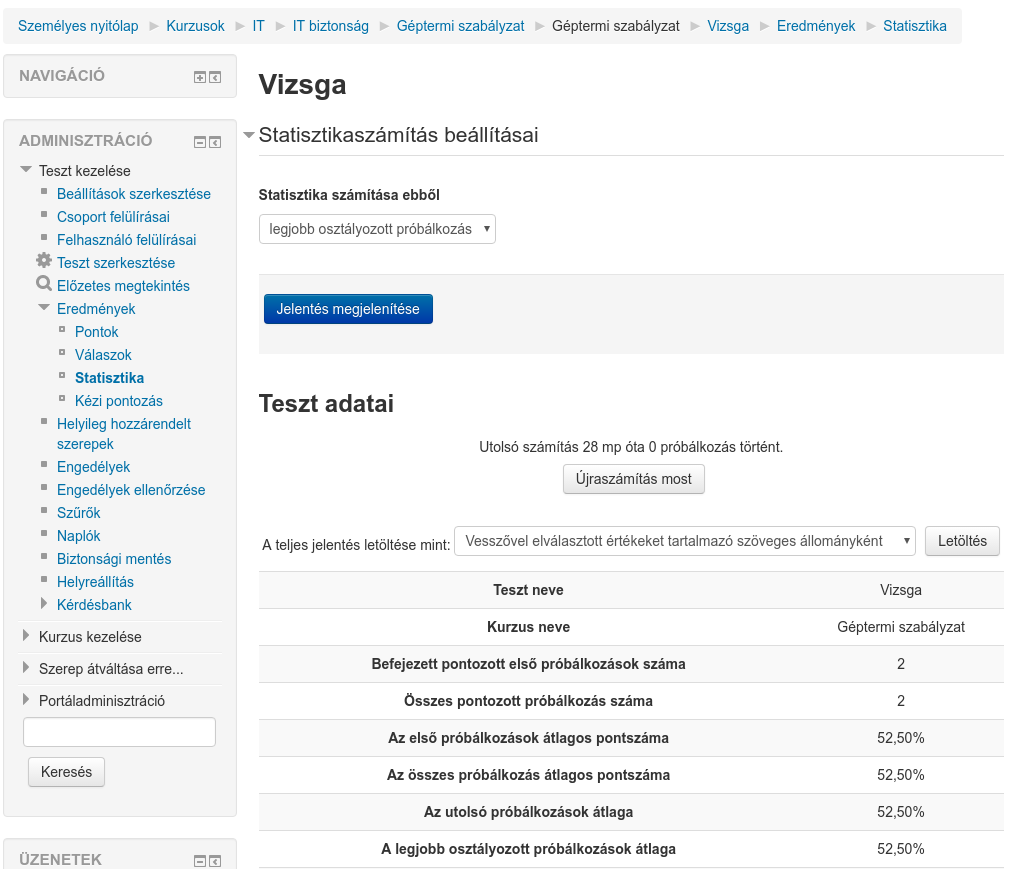 Személyes nyitólap ► Kurzusok ► IT ► IT biztonság ► Géptermi szabályzat ► Géptermi szabályzat ► Vizsga ► Eredmények ► Statisztika
NAVIGÁCIÓ
ADMINISZTRÁCIÓ
Teszt kezelése
Beállítások szerkesztése
Csoport felülírásai
Felhasználó felülírásai
Teszt szerkesztése
Előzetes megtekintés
Eredmények
Pontok
Válaszok
Statisztika
Kézi pontozás
Helyileg hozzárendelt
szerepek
Engedélyek
Engedélyek ellenőrzése
Szűrők
Naplók
Biztonsági mentés
Helyreállítás
Kérdésbank
Kurzus kezelése
Szerep átváltása erre...
Portáladminisztráció
Keresés
ÜZENETEK
Vizsga
Statisztikaszámítás beállításai
Statisztika számítása ebből
legjobb osztályozott próbálkozás
Jelentés megjelenítése
Teszt adatai
Utolsó számítás 28 mp óta 0 próbálkozás történt.
Újraszámítás most
A teljes jelentés letöltése mint: Vesszővel elválasztott értékeket tartalmazó szöveges állományként Letöltés
Teszt neve Vizsga
Kurzus neve Géptermi szabályzat
Befejezett pontozott első próbálkozások száma 2
Összes pontozott próbálkozás száma 2
Az első próbálkozások átlagos pontszáma 52,50%
Az összes próbálkozás átlagos pontszáma 52,50%
Az utolsó próbálkozások átlaga 52,50%
A legjobb osztályozott próbálkozások átlaga 52,50%